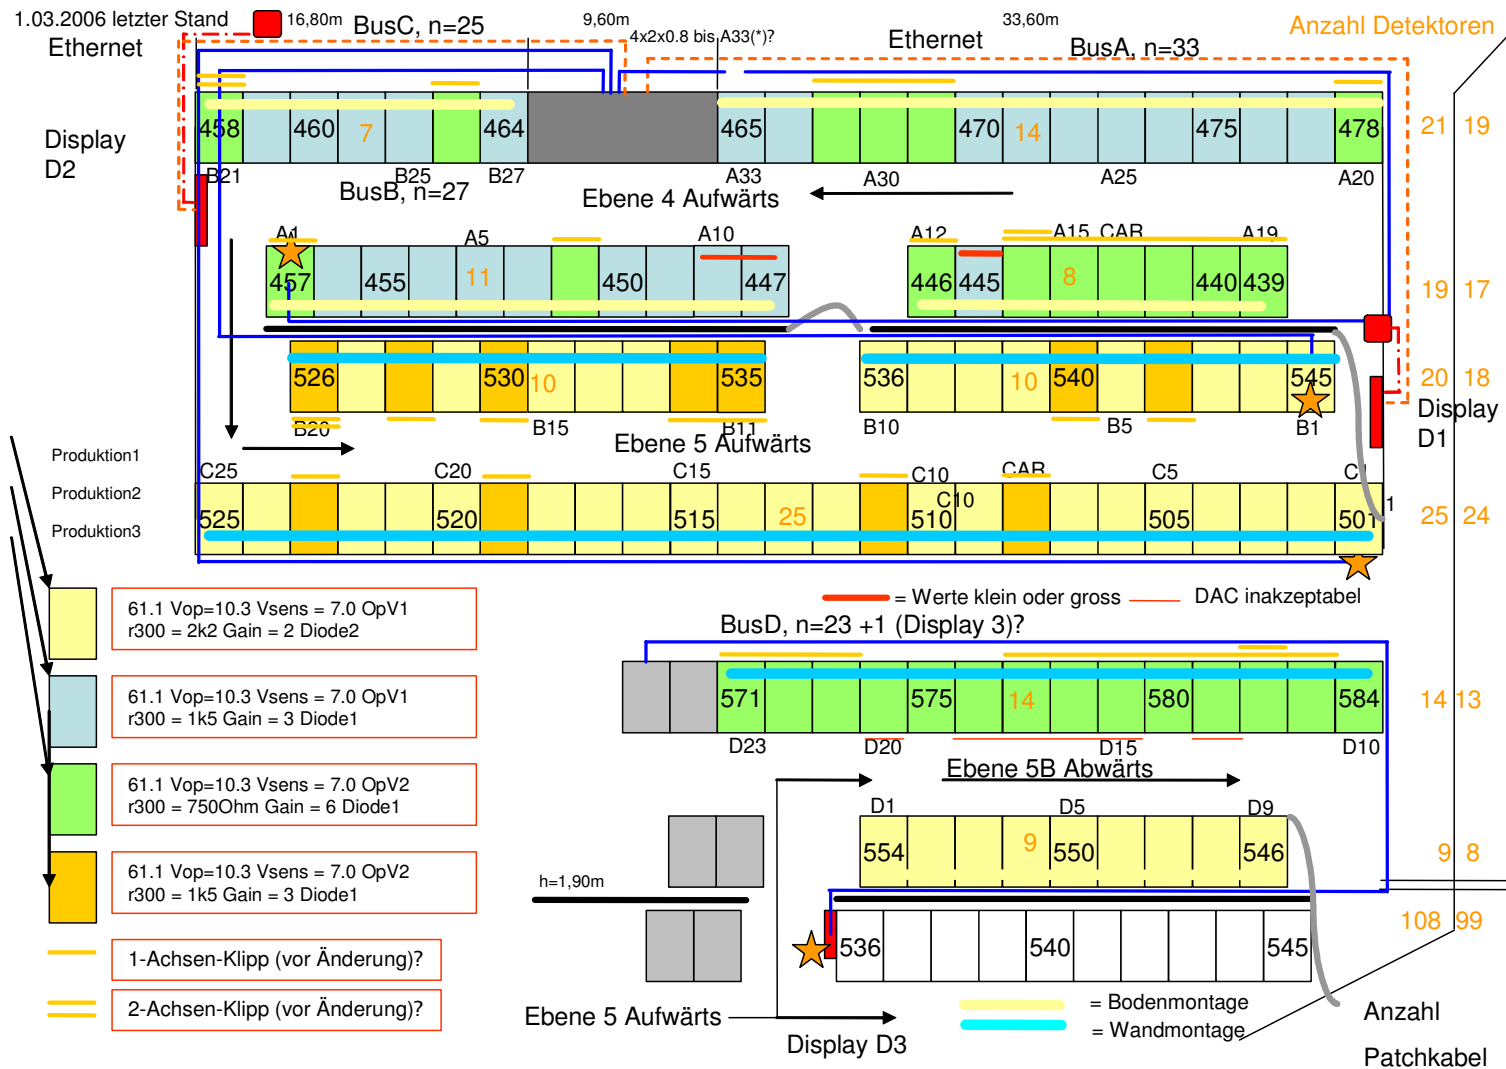 1.03.2006 letzter Stand
16,80m
BusC, n=25
9,60m
4x2x0.8 bis A33(*)?
33,60m
Ethernet
Ethernet
BusA, n=33
Anzahl Detektoren
Display
D2
458 460 7 464 465 470 14 475 478
21 19
B21 B25 B27 A33 A30 A25 A20
BusB, n=27
Ebene 4 Aufwärts
A1 A5 A10 A12 A15 CAR A19
457 455 11 450 447 446 445 8 440 439
19 17
526 530 10 535 536 10 540 545
20 18
B20 B15 B11 B10 B5 B1
Display
D1
Ebene 5 Aufwärts
Produktion1
Produktion2
Produktion3
C25 C20 C15 C10 CAR C5 C1
C10
1
525 520 515 25 510 505 501
25 24
61.1 Vop=10.3 Vsens = 7.0 OpV1
r300 = 2k2 Gain = 2 Diode2
= Werte klein oder gross
DAC inakzeptabel
BusD, n=23 +1 (Display 3)?
61.1 Vop=10.3 Vsens = 7.0 OpV1
r300 = 1k5 Gain = 3 Diode1
571 575 14 580 584
14 13
D23 D20 D15 D10
Ebene 5B Abwärts
61.1 Vop=10.3 Vsens = 7.0 OpV2
r300 = 750Ohm Gain = 6 Diode1
D1 D5 D9
554 9 550 546
9 8
61.1 Vop=10.3 Vsens = 7.0 OpV2
r300 = 1k5 Gain = 3 Diode1
h=1,90m
108 99
536 540 545
1-Achsen-Klipp (vor Änderung)?
2-Achsen-Klipp (vor Änderung)?
Ebene 5 Aufwärts
Display D3
= Bodenmontage
= Wandmontage
Anzahl
Patchkabel